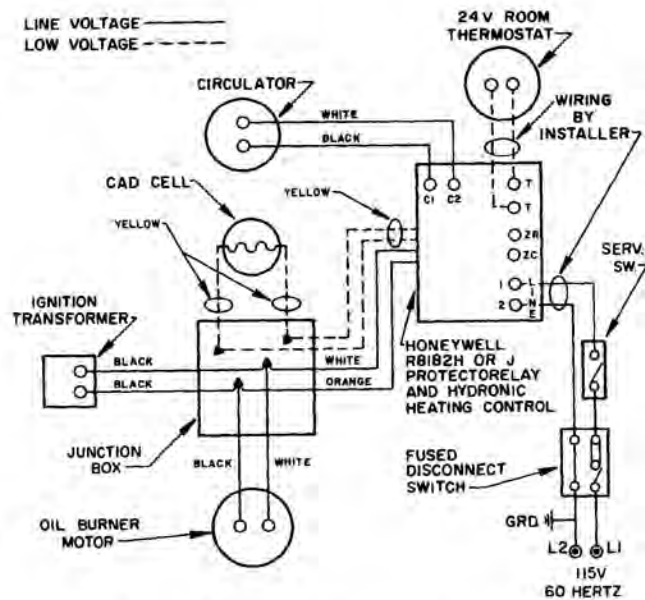 LINE VOLTAGE
LOW VOLTAGE
24V ROOM
THERMOSTAT
CIRCULATOR
WHITE
BLACK
WIRING
BY
INSTALLER
CAD CELL
YELLOW
YELLOW
C1 C2
T
T
ZR
ZC
1 L
I
2 N
E
SERV.
SW.
IGNITION
TRANSFORMER
BLACK
BLACK
WHITE
ORANGE
HONEYWELL
R8182H OR J
PROTECTORELAY
AND HYDRONIC
HEATING CONTROL
JUNCTION
BOX
BLACK
WHITE
FUSED
DISCONNECT
SWITCH
OIL BURNER
MOTOR
GRD.
L2 L1
115V
60 HERTZ